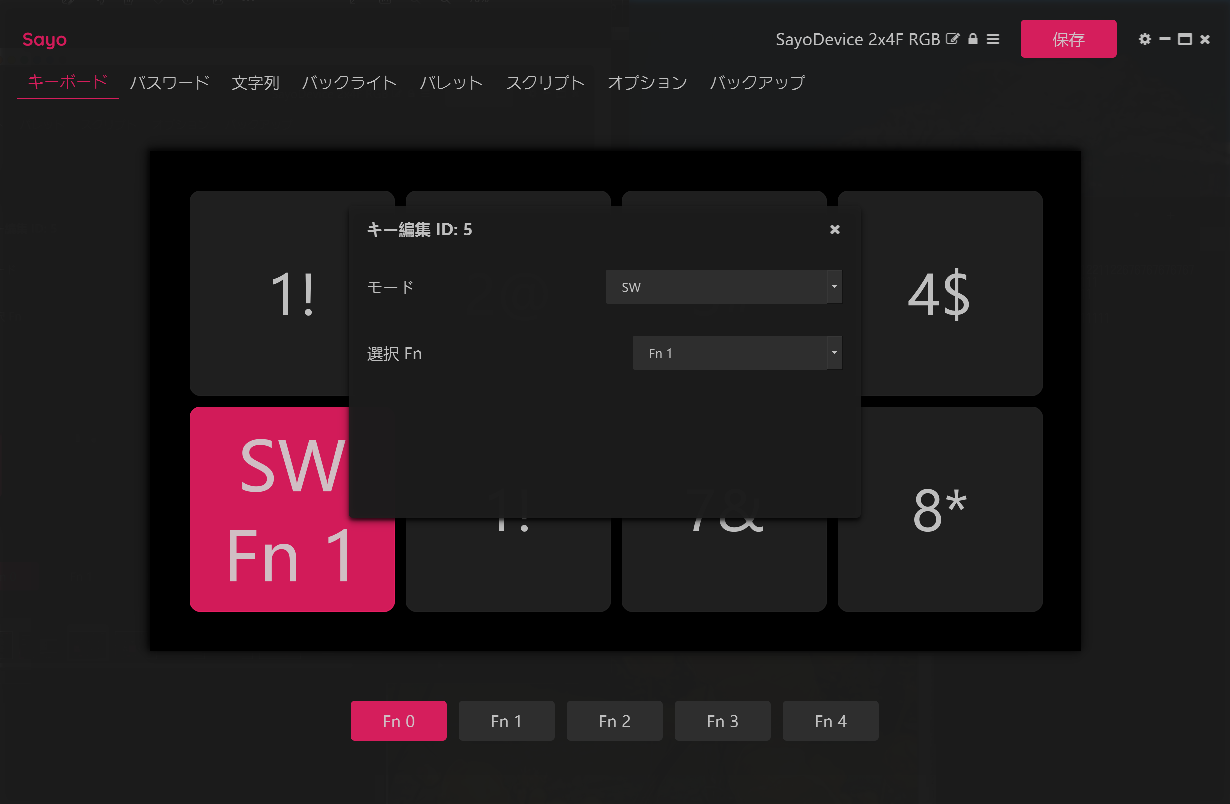 Sayo
SayoDevice 2x4F RGB
保存
キーボード
パスワード
文字列
バックライト
パレット
スクリプト
オプション
バックアップ
キー編集 ID: 5
モード
SW
選択 Fn
Fn 1
1!
4$
SW
Fn 1
1!
7&
8*
Fn 0
Fn 1
Fn 2
Fn 3
Fn 4